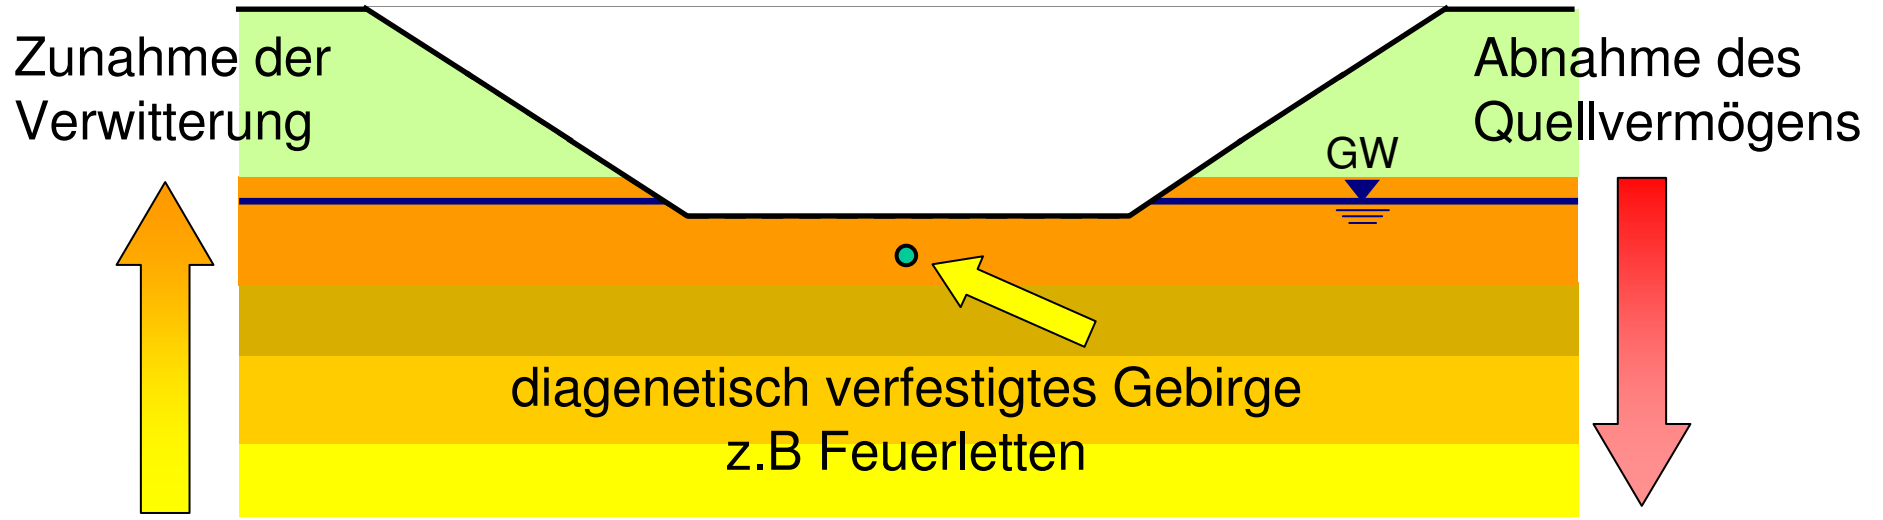 Zunahme der
Verwitterung
Abnahme des
Quellvermögens
GW
diagenetisch verfestigtes Gebirge
z.B Feuerletten